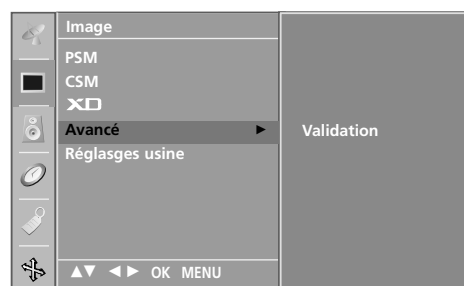 Image
PSM
CSM
XD
Avancé ►
Validation
Réglasges usine
▲▼ ◄► OK MENU